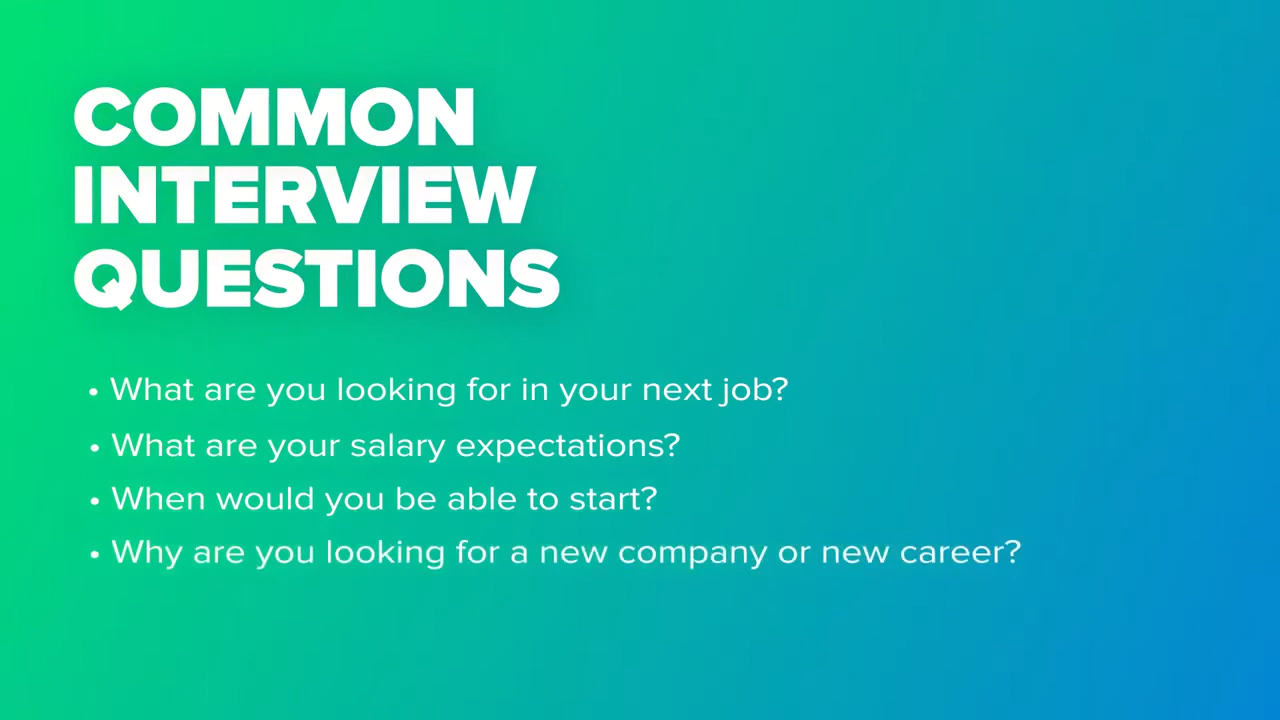 COMMON
INTERVIEW
QUESTIONS
• What are you looking for in your next job?
• What are your salary expectations?
• When would you be able to start?
• Why are you looking for a new company or new career?